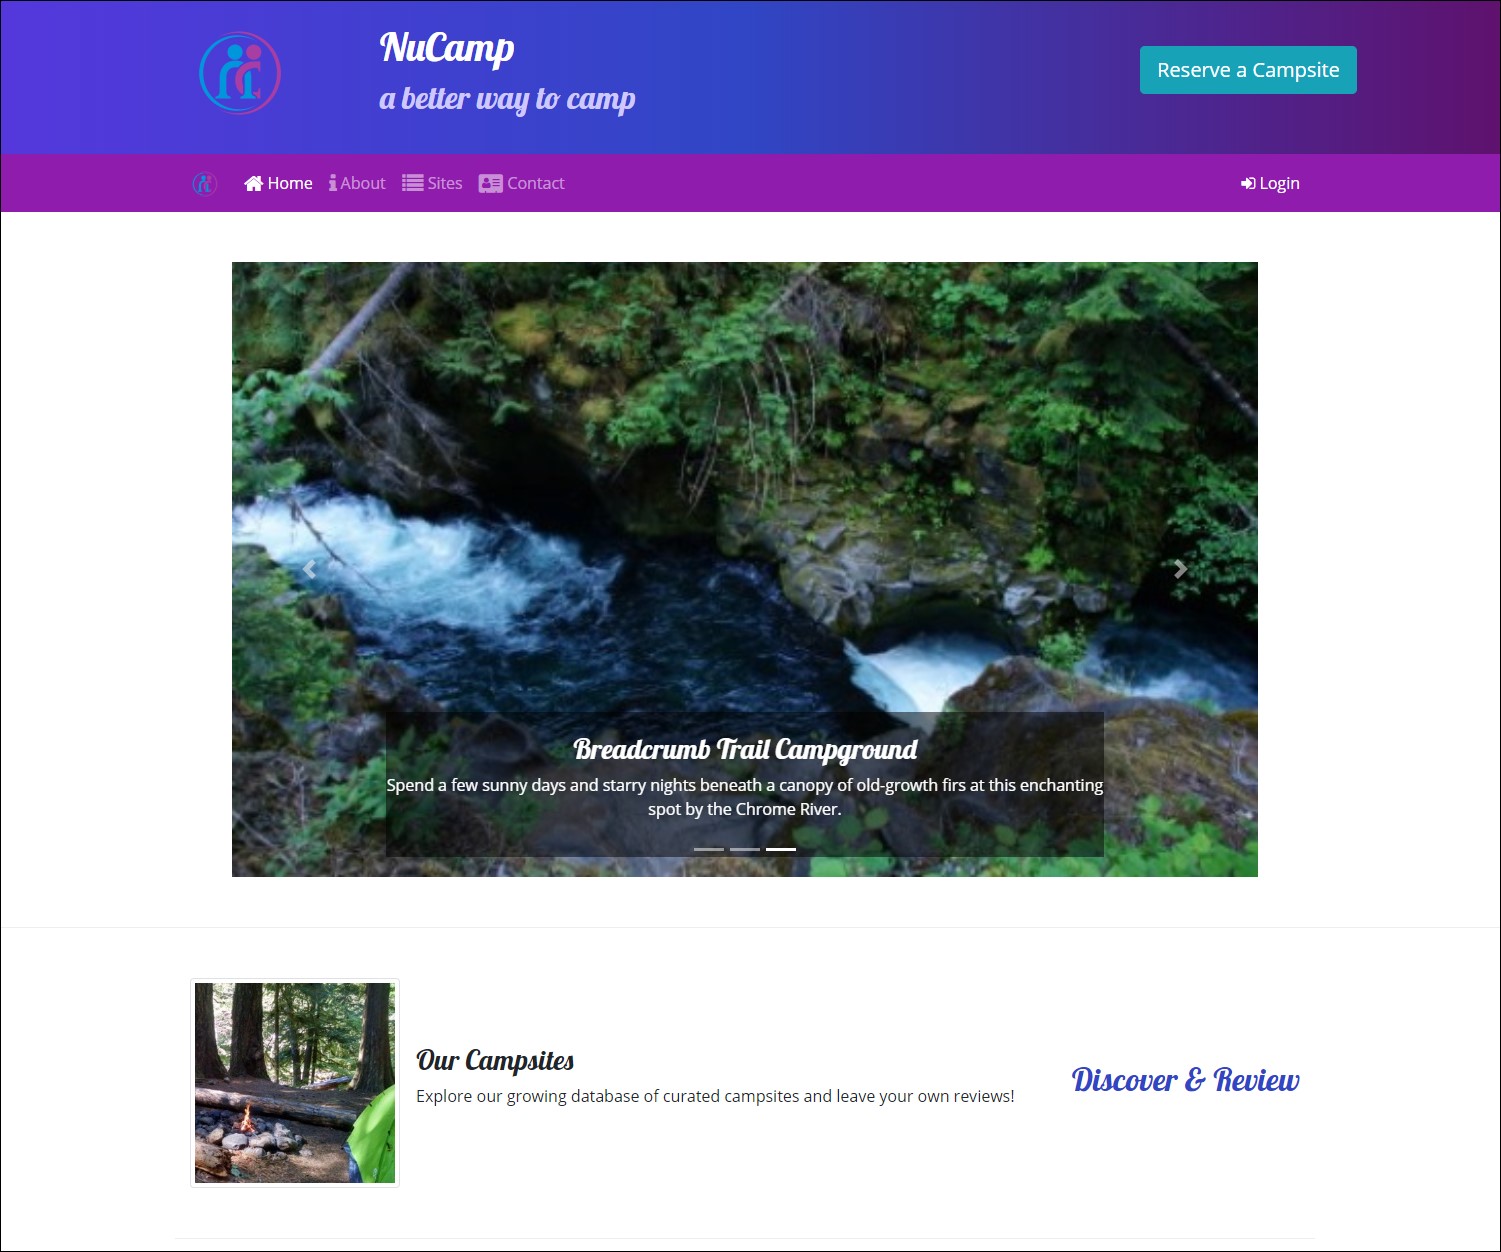 NuCamp
a better way to camp
Reserve a Campsite
Home About Sites Contact
Login
Breadcrumb Trail Campground
Spend a few sunny days and starry nights beneath a canopy of old-growth firs at this enchanting
spot by the Chrome River.
Our Campsites
Explore our growing database of curated campsites and leave your own reviews!
Discover & Review